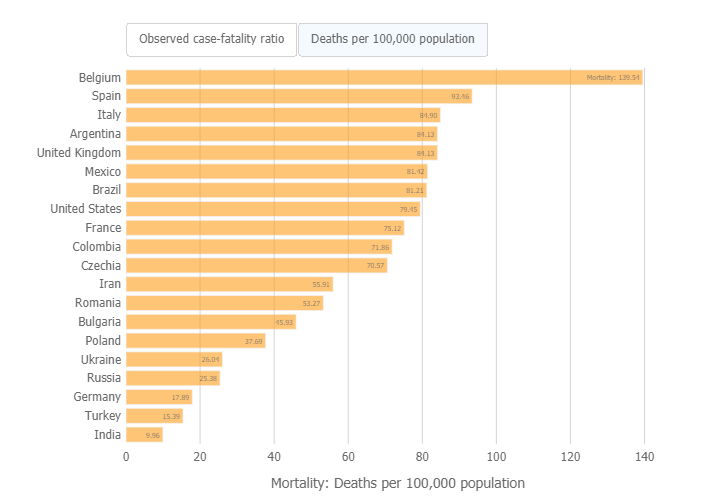 Observed case-fatality ratio Deaths per 100,000 population
Belgium Mortality: 139.54
Spain 93.46
Italy 84.90
Argentina 84.13
United Kingdom 84.13
Mexico 81.42
Brazil 81.21
United States 79.45
France 75.12
Colombia 71.86
Czechia 70.57
Iran 55.91
Romania 53.27
Bulgaria 45.93
Poland 37.69
Ukraine 26.04
Russia 25.38
Germany 17.89
Turkey 15.39
India 9.96
0 20 40 60 80 100 120 140
Mortality: Deaths per 100,000 population